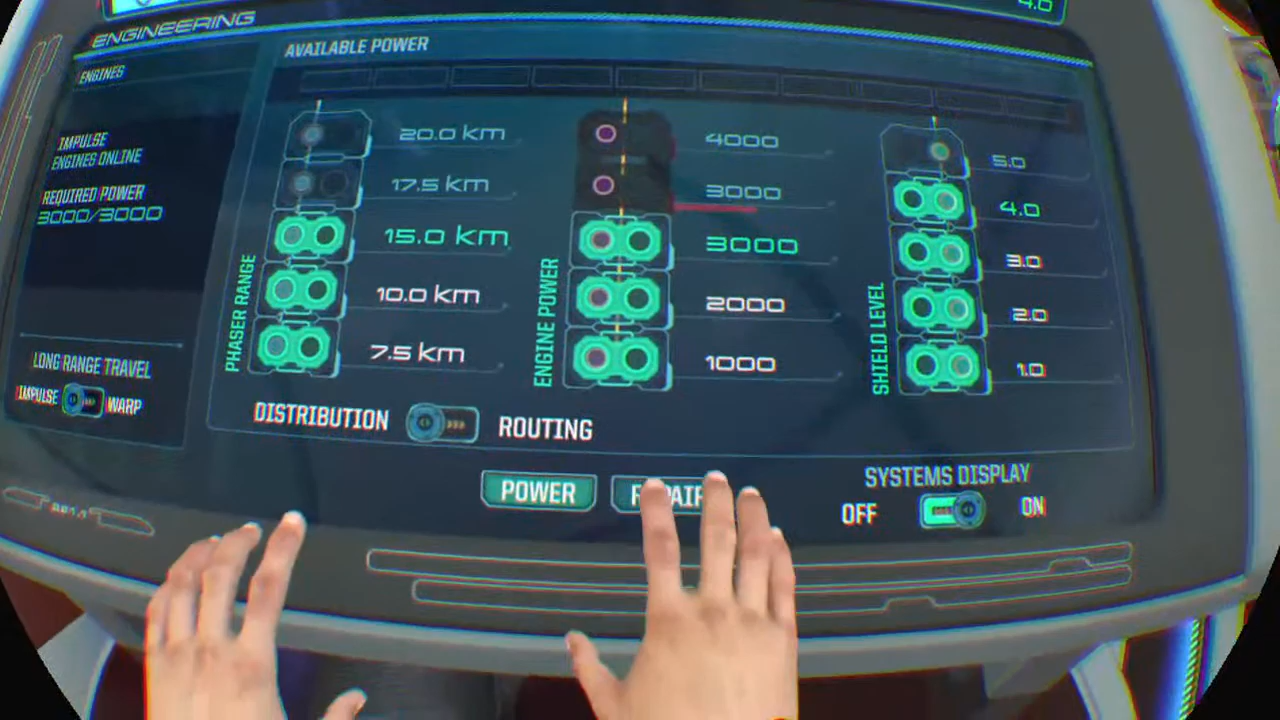 4.0
ENGINEERING
AVAILABLE POWER
ENGINES
IMPULSE
ENGINES ONLINE
REQUIRED POWER
3000/3000
LONG RANGE TRAVEL
IMPULSE
WARP
PHASER RANGE
20.0 km
17.5 km
15.0 km
10.0 km
7.5 km
ENGINE POWER
4000
3000
3000
2000
1000
SHIELD LEVEL
5.0
4.0
3.0
2.0
1.0
DISTRIBUTION
ROUTING
POWER
REPAIR
SYSTEMS DISPLAY
OFF
ON